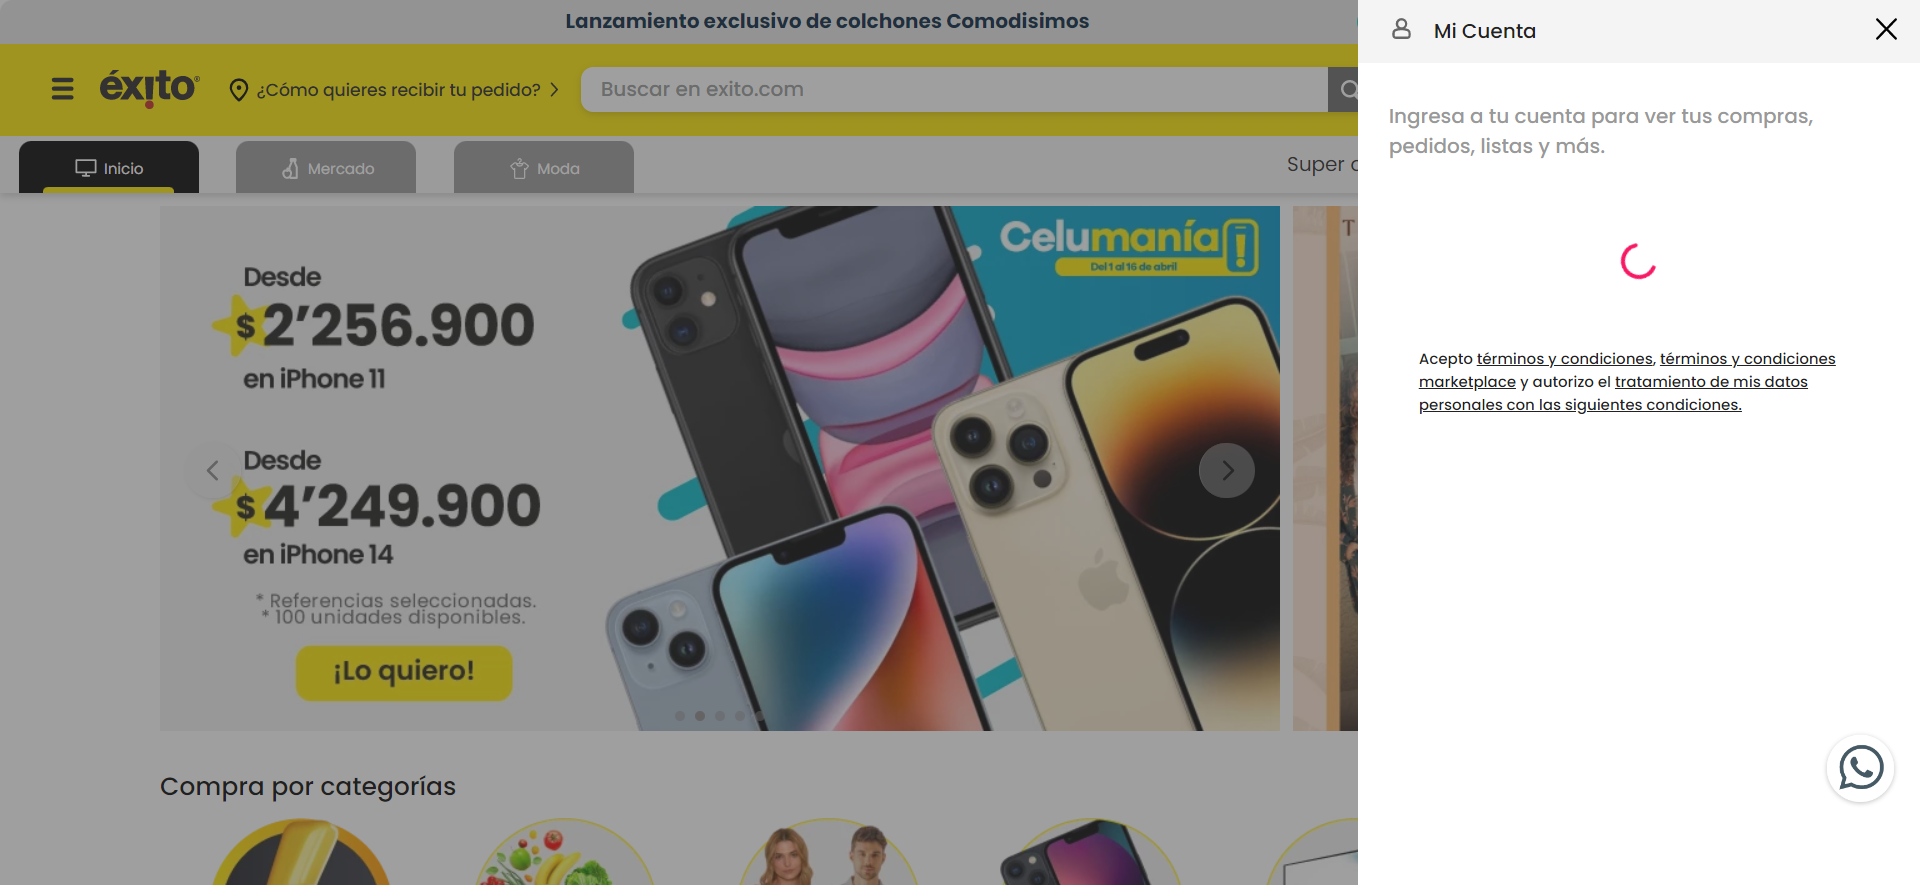 Lanzamiento exclusivo de colchones Comodisimos
Mi Cuenta
éxito
¿Cómo quieres recibir tu pedido?
Buscar en exito.com
Ingresa a tu cuenta para ver tus compras,
pedidos, listas y más.
Inicio
Mercado
Moda
Super
Celumanía
Del 1 al 16 de abril
Desde
$2'256.900
en iPhone 11
Desde
$4'249.900
en iPhone 14
* Referencias seleccionadas.
* 100 unidades disponibles.
¡Lo quiero!
Acepto términos y condiciones, términos y condiciones
marketplace y autorizo el tratamiento de mis datos
personales con las siguientes condiciones.
Compra por categorías